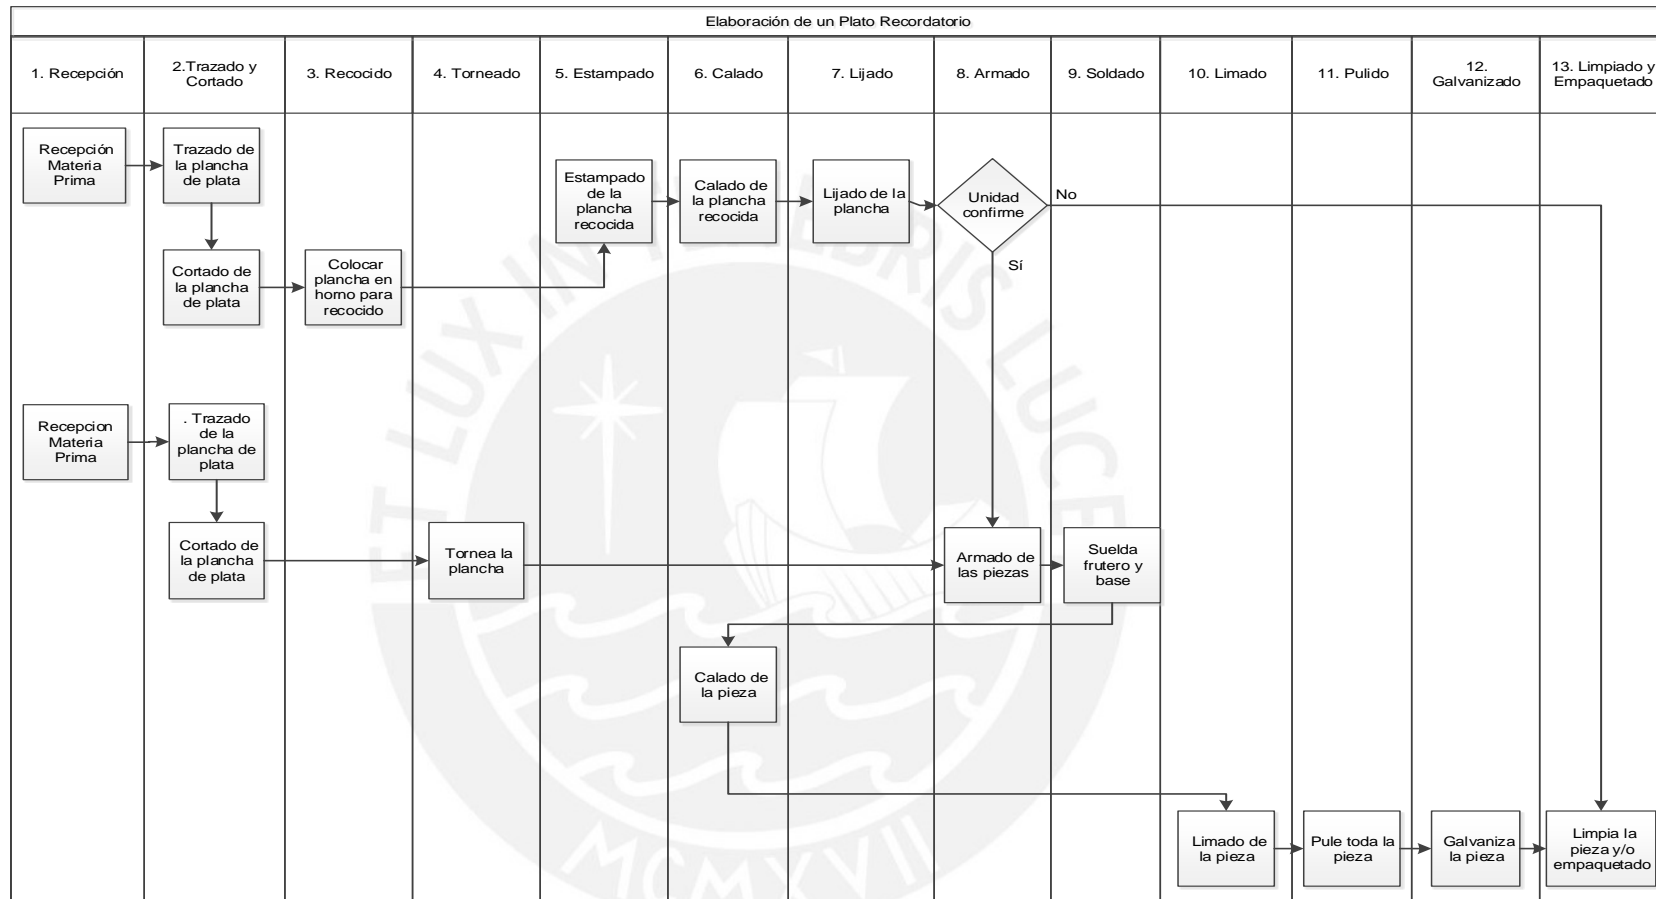 Elaboración de un Plato Recordatorio
1. Recepción
2.Trazado y
Cortado
3. Recocido
4. Torneado
5. Estampado
6. Calado
7. Lijado
8. Armado
9. Soldado
10. Limado
11. Pulido
12.
Galvanizado
13. Limpiado y
Empaquetado
Recepción
Materia
Prima
Trazado de
la plancha
de plata
Estampado
de la
plancha
recocida
Calado de
la plancha
recocida
Lijado de la
plancha
Unidad
confirme
No
Sí
Cortado de
la plancha
de plata
Colocar
plancha en
horno para
recocido
Recepcion
Materia
Prima
. Trazado
de la
plancha de
plata
Cortado de
la plancha
de plata
Tornea la
plancha
Armado de
las piezas
Suelda
frutero y
base
Calado de
la pieza
Limado de
la pieza
Pule toda la
pieza
Galvaniza
la pieza
Limpia la
pieza y/o
empaquetado
ET LUX IN TENEBRIS LUCET
MCMXVII